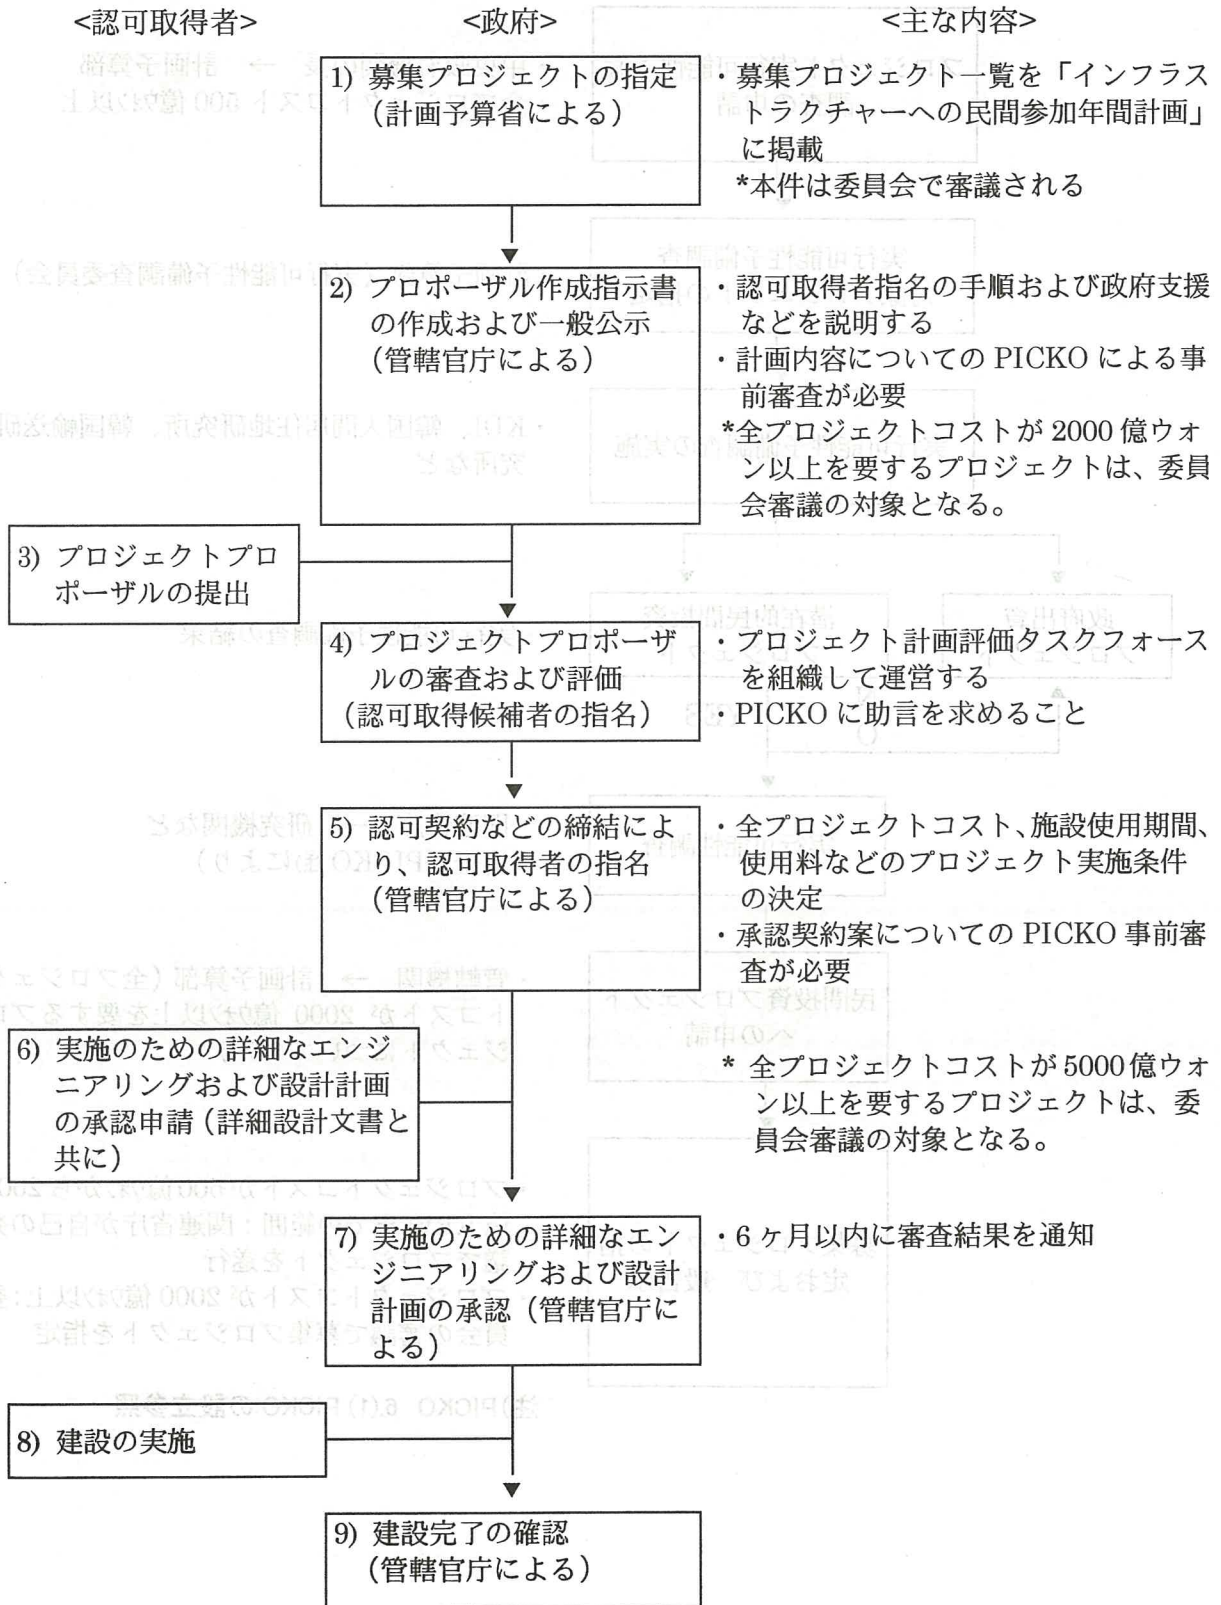 <認可取得者>
<政府>
<主な内容>
1) 募集プロジェクトの指定
（計画予算省による）
・募集プロジェクト一覧を「インフラス
トラクチャーへの民間参加年間計画」
に掲載
*本件は委員会で審議される
2) プロポーザル作成指示書
の作成および一般公示
（管轄官庁による）
・認可取得者指名の手順および政府支援
などを説明する
・計画内容についての PICKO による事
前審査が必要
*全プロジェクトコストが 2000 億ウォ
ン以上を要するプロジェクトは、委員
会審議の対象となる。
3) プロジェクトプロ
ポーザルの提出
4) プロジェクトプロポーザ
ルの審査および評価
（認可取得候補者の指名）
・プロジェクト計画評価タスクフォース
を組織して運営する
・PICKO に助言を求めること
5) 認可契約などの締結によ
り、認可取得者の指名
（管轄官庁による）
・全プロジェクトコスト、施設使用期間、
使用料などのプロジェクト実施条件
の決定
・承認契約案についての PICKO 事前審
査が必要
6) 実施のための詳細なエンジ
ニアリングおよび設計計画
の承認申請（詳細設計文書と
共に）
* 全プロジェクトコストが 5000 億ウォ
ン以上を要するプロジェクトは、委
員会審議の対象となる。
7) 実施のための詳細なエン
ジニアリングおよび設計
計画の承認（管轄官庁に
よる）
・6 ヶ月以内に審査結果を通知
8) 建設の実施
9) 建設完了の確認
（管轄官庁による）